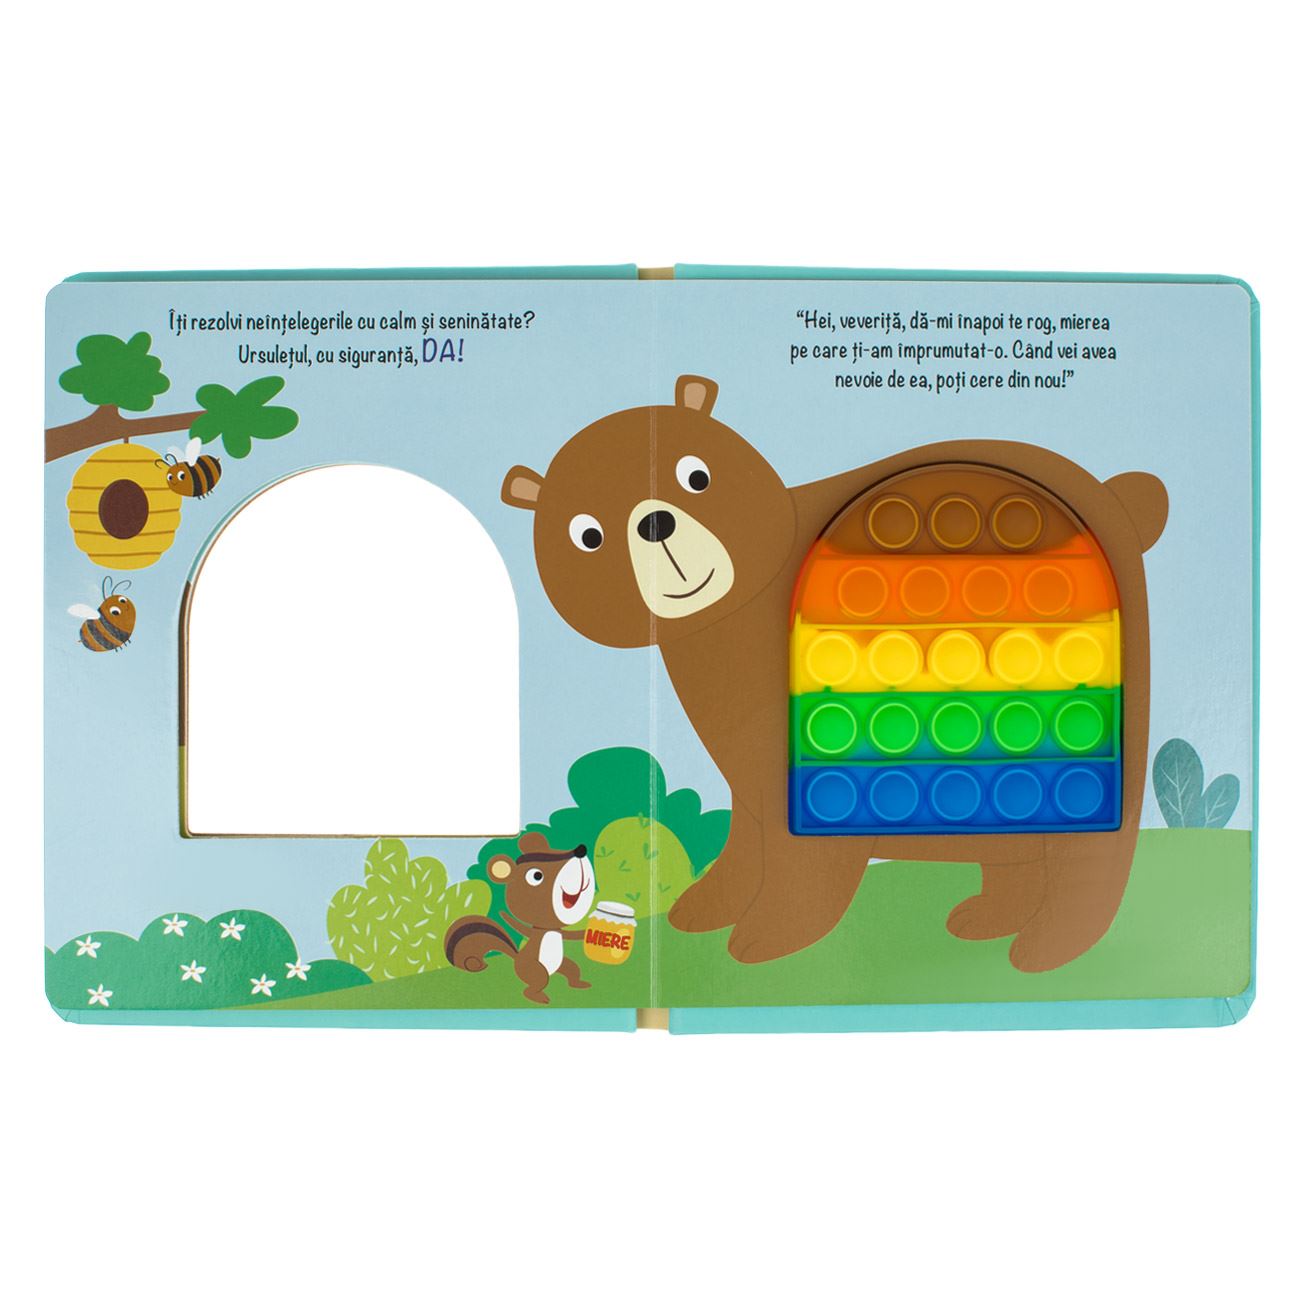 Îți rezolvi neînțelegerile cu calm și seninătate?
Ursulețul, cu siguranță, DA!
“Hei, veveriță, dă-mi înapoi te rog, mierea
pe care ți-am împrumutat-o. Când vei avea
nevoie de ea, poți cere din nou!”
MIERE